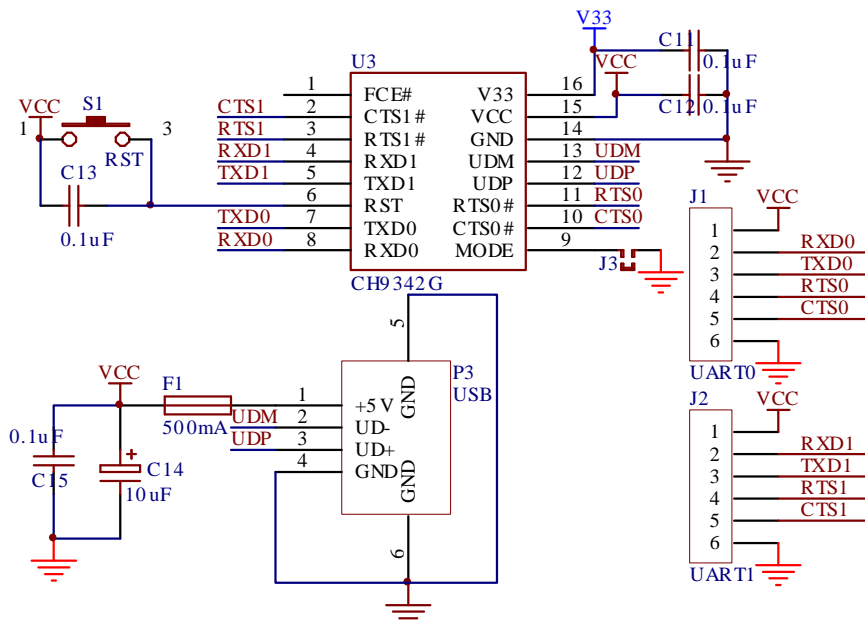 V33
C11
0.1uF
VCC
C12
0.1uF
U3
CH9342G
1 FCE#
2 CTS1#
3 RTS1#
4 RXD1
5 TXD1
6 RST
7 TXD0
8 RXD0
V33 16
VCC 15
GND 14
UDM 13
UDP 12
RTS0# 11
CTS0# 10
MODE 9
CTS1
RTS1
RXD1
TXD1
TXD0
RXD0
UDM
UDP
RTS0
CTS0
J3
VCC
S1
1
3
RST
C13
0.1uF
J1
VCC
1
2 RXD0
3 TXD0
4 RTS0
5 CTS0
6
UART0
J2
VCC
1
2 RXD1
3 TXD1
4 RTS1
5 CTS1
6
UART1
VCC
F1
500mA
0.1uF
C15
+
C14
10uF
UDM
UDP
P3
USB
1 +5V
2 UD-
3 UD+
4 GND
5 GND
6 GND